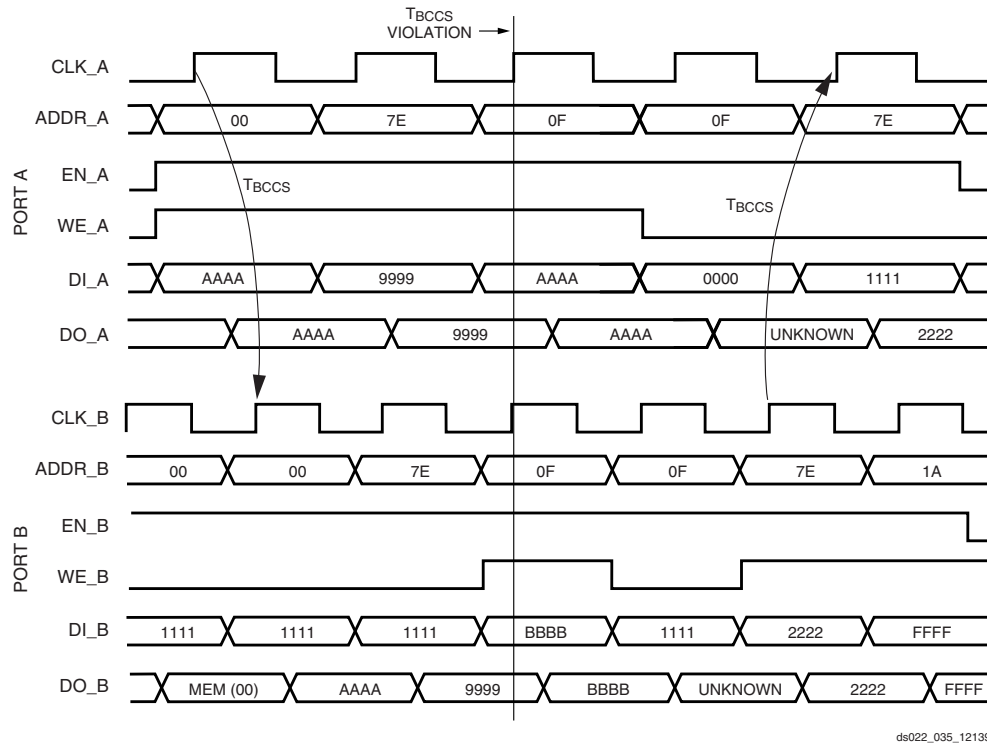 TBCCS
VIOLATION
CLK_A
ADDR_A 00 7E 0F 0F 7E
EN_A
TBCCS
TBCCS
PORT A
WE_A
DI_A AAAA 9999 AAAA 0000 1111
DO_A AAAA 9999 AAAA UNKNOWN 2222
CLK_B
ADDR_B 00 00 7E 0F 0F 7E 1A
EN_B
PORT B
WE_B
DI_B 1111 1111 1111 BBBB 1111 2222 FFFF
DO_B MEM (00) AAAA 9999 BBBB UNKNOWN 2222 FFFF